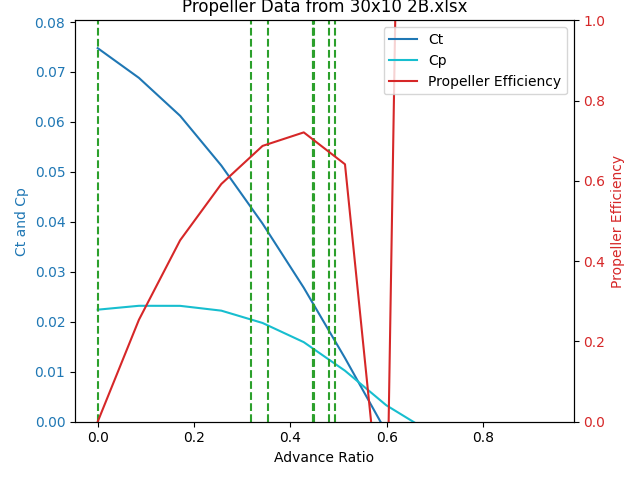 Propeller Data from 30x10 2B.xlsx
Ct
Cp
Propeller Efficiency
0.08
0.07
0.06
0.05
0.04
0.03
0.02
0.01
0.00
Ct and Cp
1.0
0.8
0.6
0.4
0.2
0.0
Propeller Efficiency
0.0 0.2 0.4 0.6 0.8
Advance Ratio